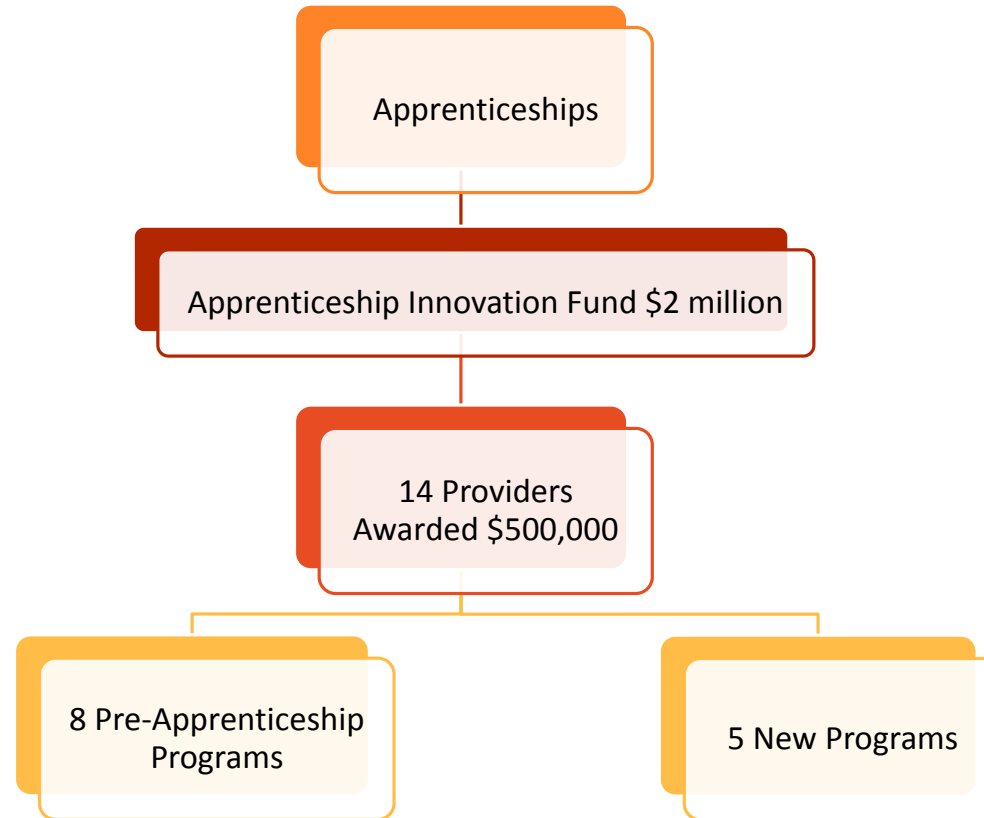 Apprenticeships
Apprenticeship Innovation Fund $2 million
14 Providers
Awarded $500,000
8 Pre-Apprenticeship
Programs
5 New Programs